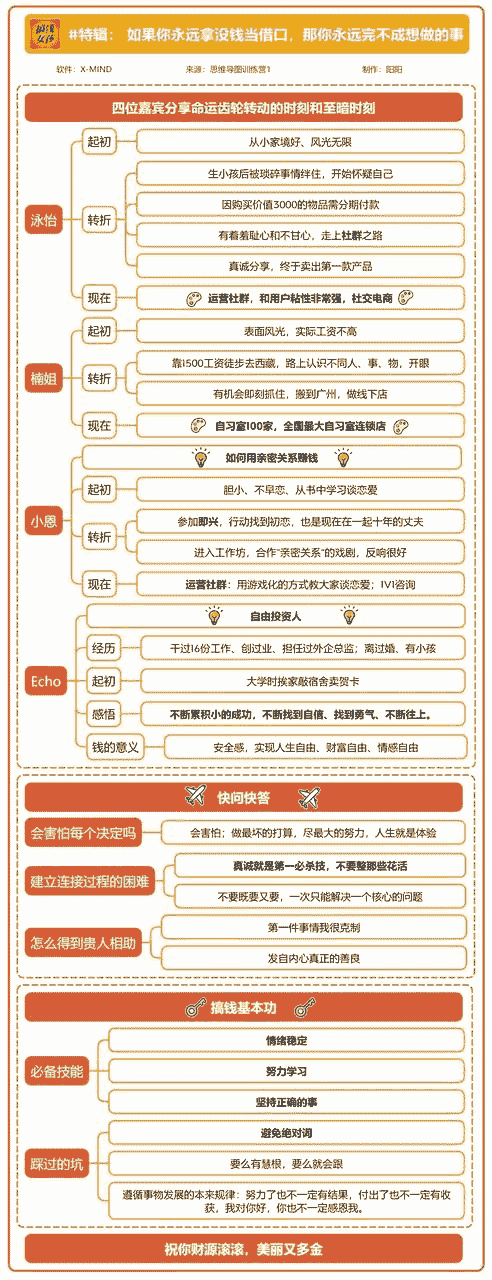 搞钱
女孩
#特辑： 如果你永远拿没钱当借口，那你永远完不成想做的事
软件：X-MIND
来源：思维导图训练营1
制作：阳阳
四位嘉宾分享命运齿轮转动的时刻和至暗时刻
泳怡
起初
从小家境好、风光无限
转折
生小孩后被琐碎事情绊住，开始怀疑自己
因购买价值3000的物品需分期付款
有着羞耻心和不甘心，走上社群之路
真诚分享，终于卖出第一款产品
现在
运营社群，和用户粘性非常强，社交电商
楠姐
起初
表面风光，实际工资不高
转折
靠1500工资徒步去西藏，路上认识不同人、事、物，开眼
有机会即刻抓住，搬到广州，做线下店
现在
自习室100家，全国最大自习室连锁店
小恩
如何用亲密关系赚钱
起初
胆小、不早恋、从书中学习谈恋爱
转折
参加即兴，行动找到初恋，也是现在在一起十年的丈夫
进入工作坊，合作“亲密关系”的戏剧，反响很好
现在
运营社群：用游戏化的方式教大家谈恋爱；1V1咨询
Echo
自由投资人
经历
干过16份工作、创过业、担任过外企总监；离过婚、有小孩
起初
大学时挨家敲宿舍卖贺卡
感悟
不断累积小的成功，不断找到自信、找到勇气、不断往上。
钱的意义
安全感，实现人生自由、财富自由、情感自由
快问快答
会害怕每个决定吗
会害怕；做最坏的打算，尽最大的努力，人生就是体验
建立连接过程的困难
真诚就是第一必杀技，不要整那些花活
不要既要又要，一次只能解决一个核心的问题
怎么得到贵人相助
第一件事情我很克制
发自内心真正的善良
搞钱基本功
必备技能
情绪稳定
努力学习
坚持正确的事
踩过的坑
避免绝对词
要么有慧根，要么就会跟
遵循事物发展的本来规律：努力了也不一定有结果，付出了也不一定有收
获，我对你好，你也不一定感恩我。
祝你财源滚滚，美丽又多金